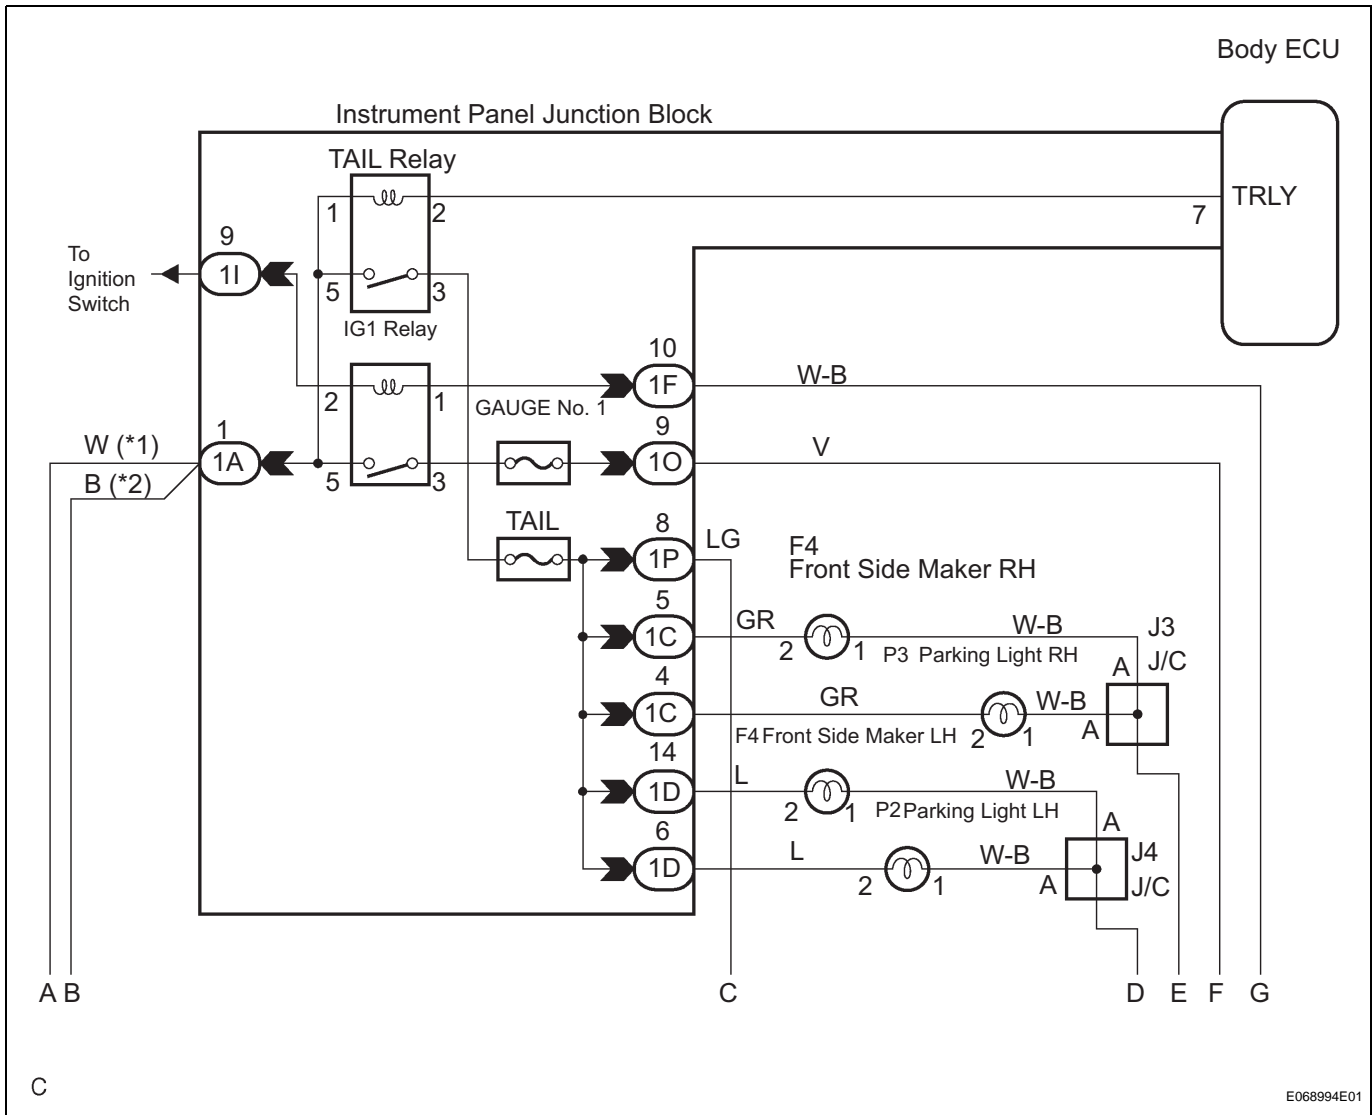 Body ECU
Instrument Panel Junction Block
TAIL Relay
1
2
7
TRLY
To
Ignition
Switch
9
1I
5
3
IG1 Relay
10
1F
W-B
2
1
GAUGE No. 1
W (*1)
1
1A
B (*2)
5
3
9
1O
V
TAIL
8
1P
LG
F4
Front Side Maker RH
5
1C
GR
2
1
W-B
P3 Parking Light RH
J3
J/C
A
4
1C
GR
2
1
W-B
A
F4 Front Side Maker LH
14
1D
L
2
1
W-B
P2 Parking Light LH
A
6
1D
L
2
1
W-B
A
J4
J/C
A
B
C
D
E
F
G
C
E068994E01